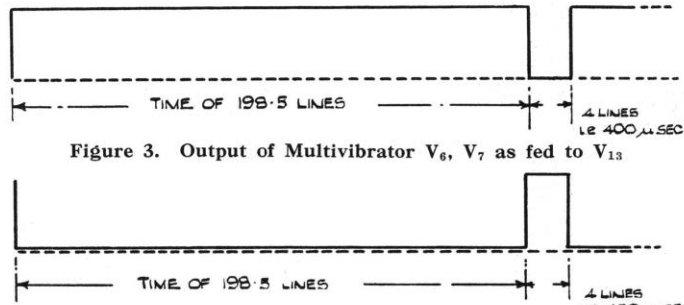 TIME OF 198·5 LINES
4 LINES
i.e 400 μ SEC
Figure 3. Output of Multivibrator V₆, V₇ as fed to V₁₃
TIME OF 198·5 LINES
4 LINES